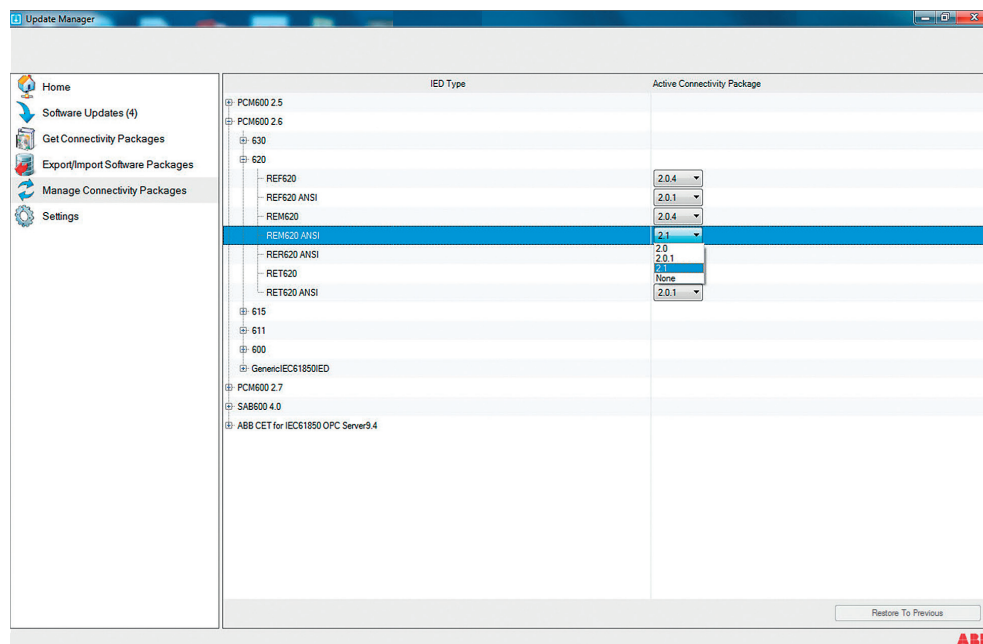 Update Manager
Home
Software Updates (4)
Get Connectivity Packages
Export/Import Software Packages
Manage Connectivity Packages
Settings
IED Type Active Connectivity Package
PCM600 2.5
PCM600 2.6
630
620
REF620 2.0.4
REF620 ANSI 2.0.1
REM620 2.0.4
REM620 ANSI 2.1
2.0
2.0.1
2.1
None
RER620 ANSI
RET620
RET620 ANSI 2.0.1
615
611
600
GenericIEC61850IED
PCM600 2.7
SAB600 4.0
ABB CET for IEC61850 OPC Server9.4
Restore To Previous